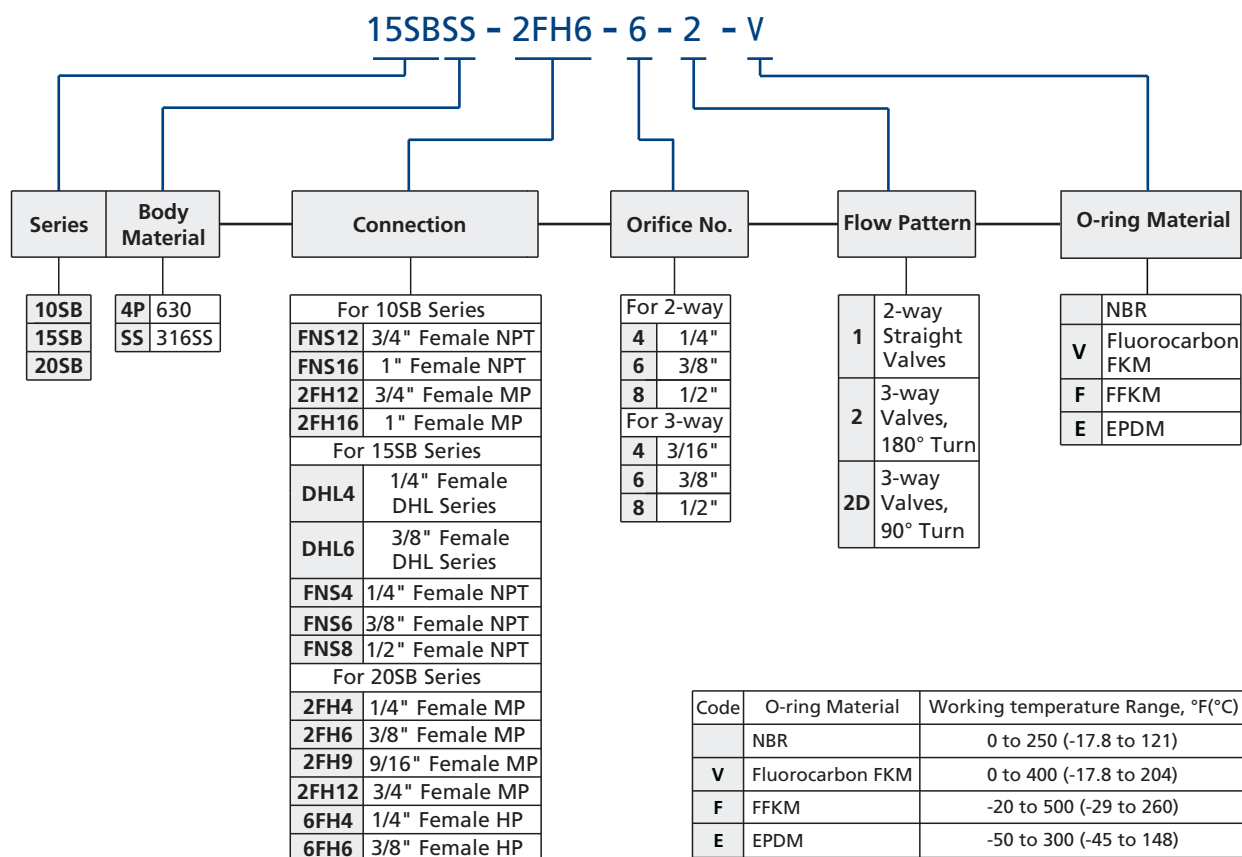 15SBSS - 2FH6 - 6 - 2 - V
Series
Body
Material
Connection
Orifice No.
Flow Pattern
O-ring Material
10SB
15SB
20SB
4P 630
SS 316SS
For 10SB Series
FNS12 3/4" Female NPT
FNS16 1" Female NPT
2FH12 3/4" Female MP
2FH16 1" Female MP
For 15SB Series
DHL4 1/4" Female
DHL Series
DHL6 3/8" Female
DHL Series
FNS4 1/4" Female NPT
FNS6 3/8" Female NPT
FNS8 1/2" Female NPT
For 20SB Series
2FH4 1/4" Female MP
2FH6 3/8" Female MP
2FH9 9/16" Female MP
2FH12 3/4" Female MP
6FH4 1/4" Female HP
6FH6 3/8" Female HP
For 2-way
4 1/4"
6 3/8"
8 1/2"
For 3-way
4 3/16"
6 3/8"
8 1/2"
1 2-way
Straight
Valves
2 3-way
Valves,
180° Turn
2D 3-way
Valves,
90° Turn
NBR
V Fluorocarbon
FKM
F FFKM
E EPDM
Code O-ring Material Working temperature Range, °F(°C)
NBR 0 to 250 (-17.8 to 121)
V Fluorocarbon FKM 0 to 400 (-17.8 to 204)
F FFKM -20 to 500 (-29 to 260)
E EPDM -50 to 300 (-45 to 148)